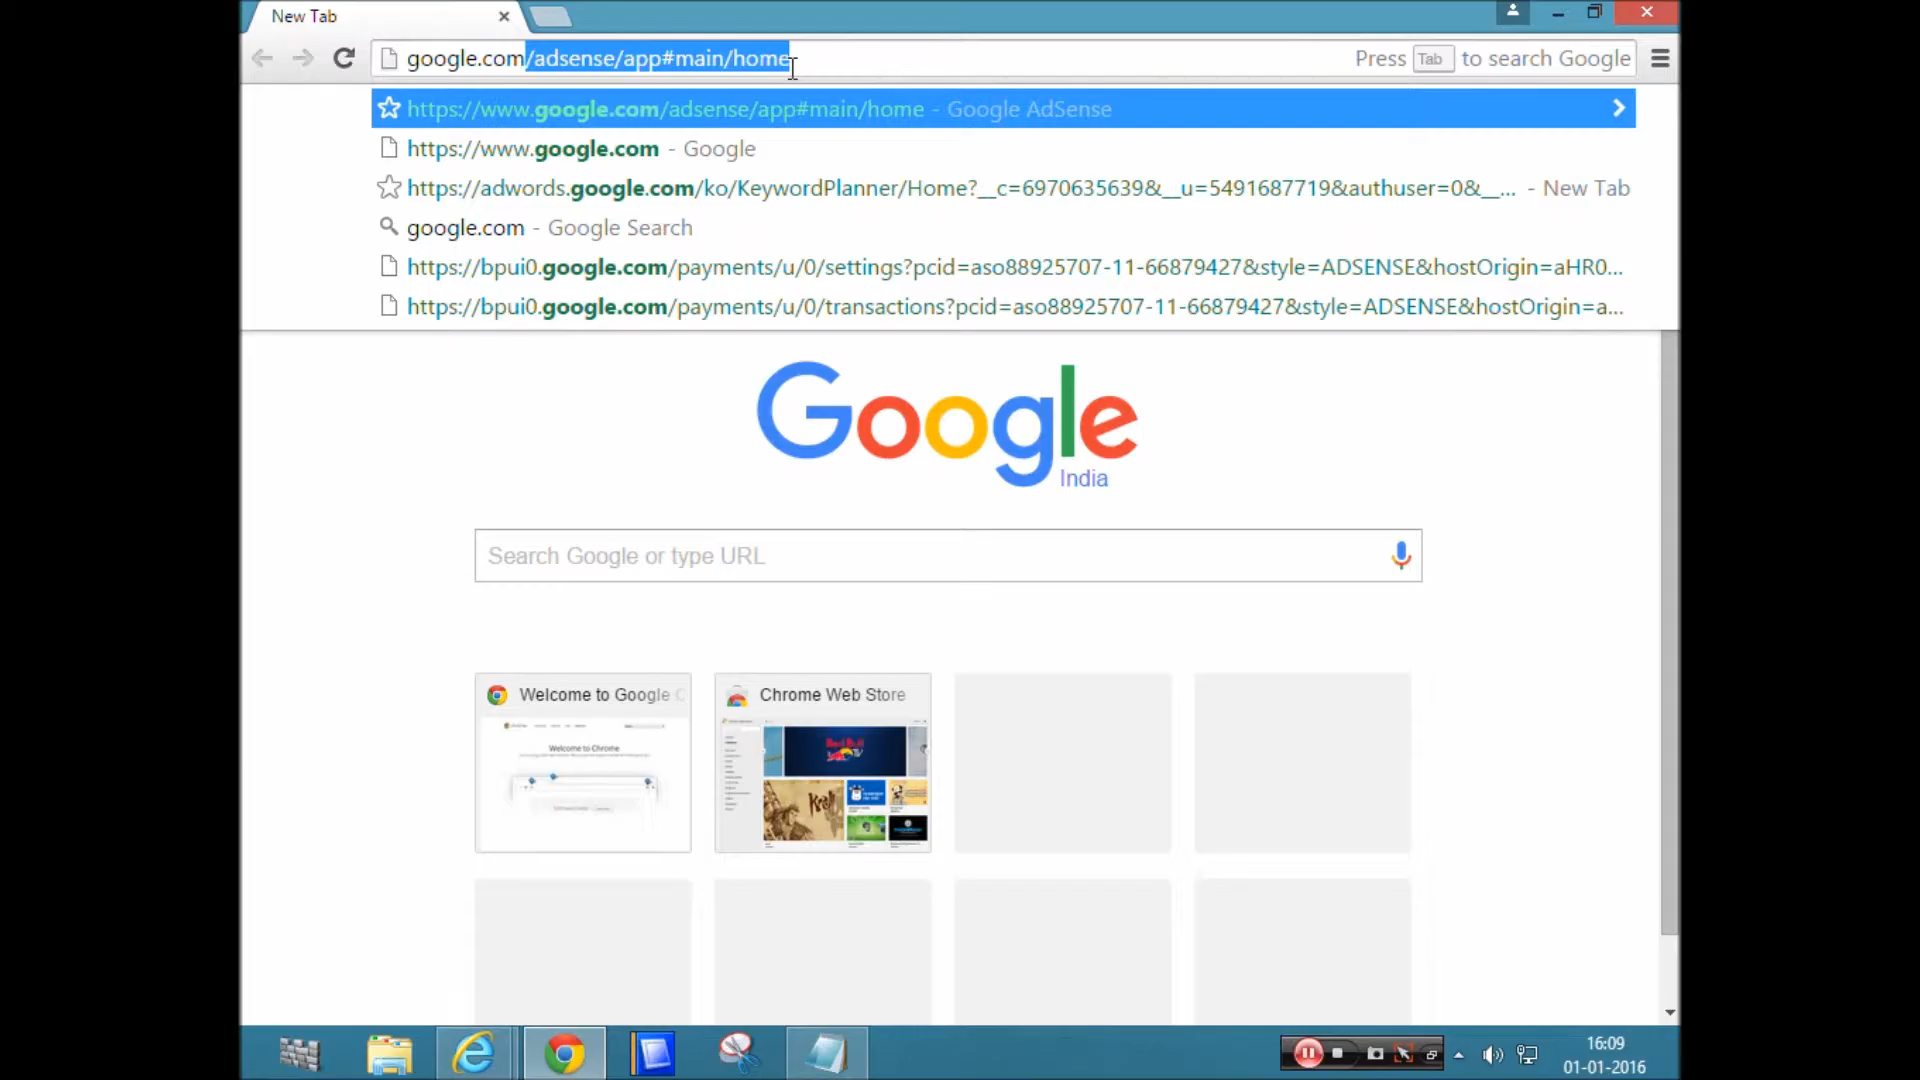 New Tab
google.com/adsense/app#main/home Press Tab to search Google
https://www.google.com/adsense/app#main/home - Google AdSense
https://www.google.com - Google
https://adwords.google.com/ko/KeywordPlanner/Home?__c=6970635639&__u=5491687719&authuser=0&__... - New Tab
google.com - Google Search
https://bpui0.google.com/payments/u/0/settings?pcid=aso88925707-11-66879427&style=ADSENSE&hostOrigin=aHR0...
https://bpui0.google.com/payments/u/0/transactions?pcid=aso88925707-11-66879427&style=ADSENSE&hostOrigin=a...
Google
India
Search Google or type URL
Welcome to Google C
Chrome Web Store
Welcome to Chrome
16:09
01-01-2016